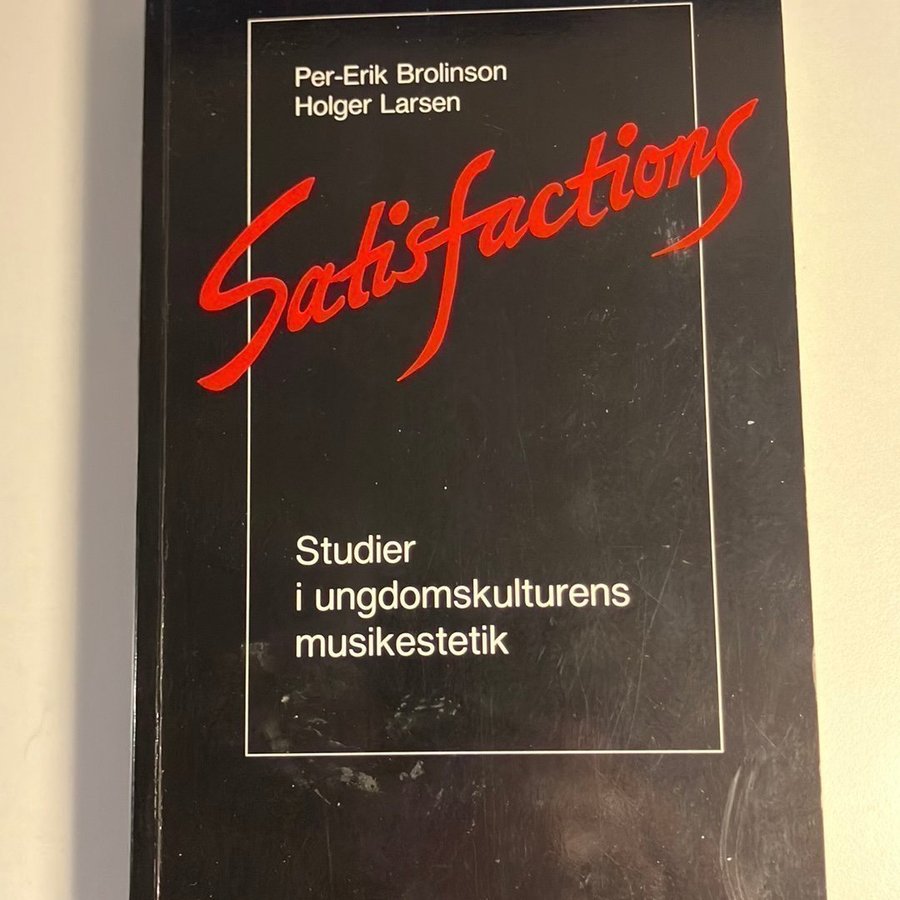 Per-Erik Brolinson
Holger Larsen
Satisfactions
Studier
i ungdomskulturens
musikestetik